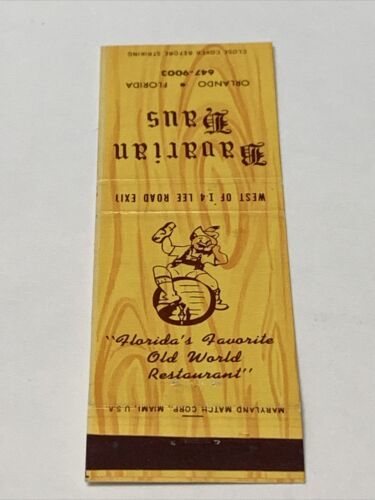 CLOSE COVER BEFORE STRIKING
647-9003
ORLANDO • FLORIDA
Bavarian
Haus
WEST OF I-4 LEE ROAD EXIT
"Florida's Favorite
Old World
Restaurant"
MARYLAND MATCH CORP., MIAMI, U.S.A.